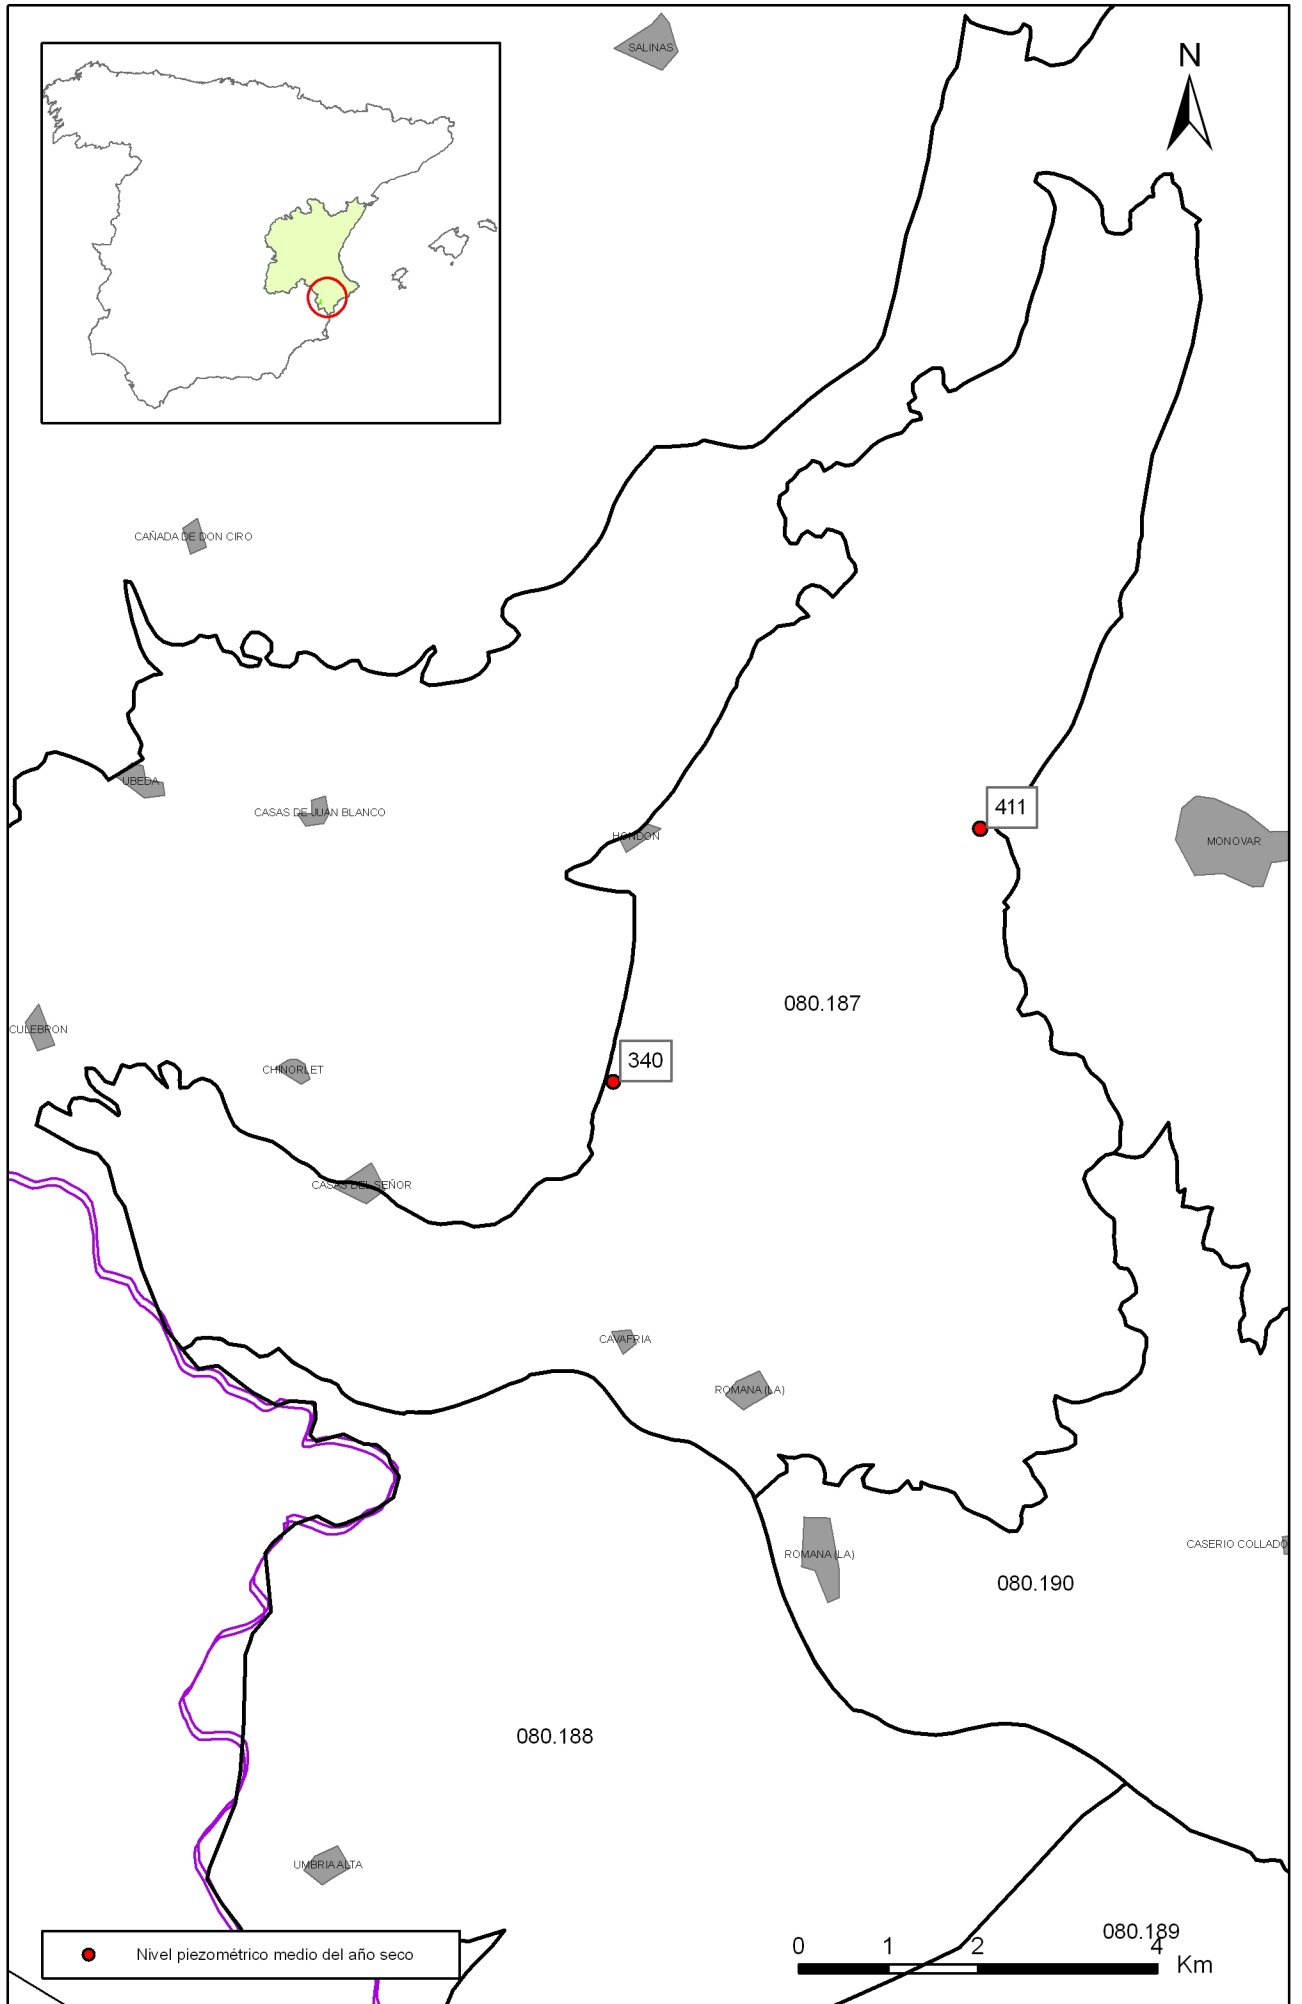 SALINAS
N
CAÑADA DE DON CIRO
UBEDA
CASAS DE JUAN BLANCO
411
HONDON
MONOVAR
080.187
CULEBRON
340
CHINORLET
CASAS DEL SEÑOR
CAVAFRIA
ROMANA (LA)
ROMANA (LA)
CASERIO COLLADO
080.190
080.188
UMBRIA ALTA
080.189
Nivel piezométrico medio del año seco
0 1 2 4
Km